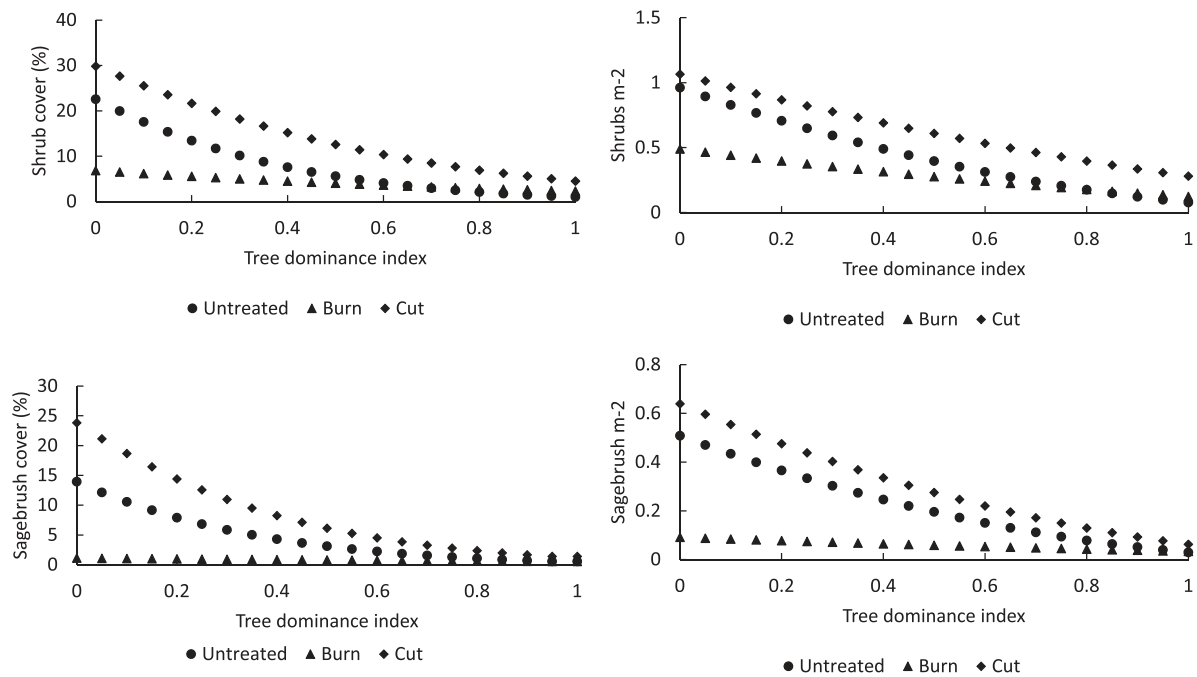 40
30
20
10
0
Shrub cover (%)
0 0.2 0.4 0.6 0.8 1
Tree dominance index
Untreated Burn Cut
1.5
1
0.5
0
Shrubs m-2
0 0.2 0.4 0.6 0.8 1
Tree dominance index
Untreated Burn Cut
30
25
20
15
10
5
0
Sagebrush cover (%)
0 0.2 0.4 0.6 0.8 1
Tree dominance index
Untreated Burn Cut
0.8
0.6
0.4
0.2
0
Sagebrush m-2
0 0.2 0.4 0.6 0.8 1
Tree dominance index
Untreated Burn Cut